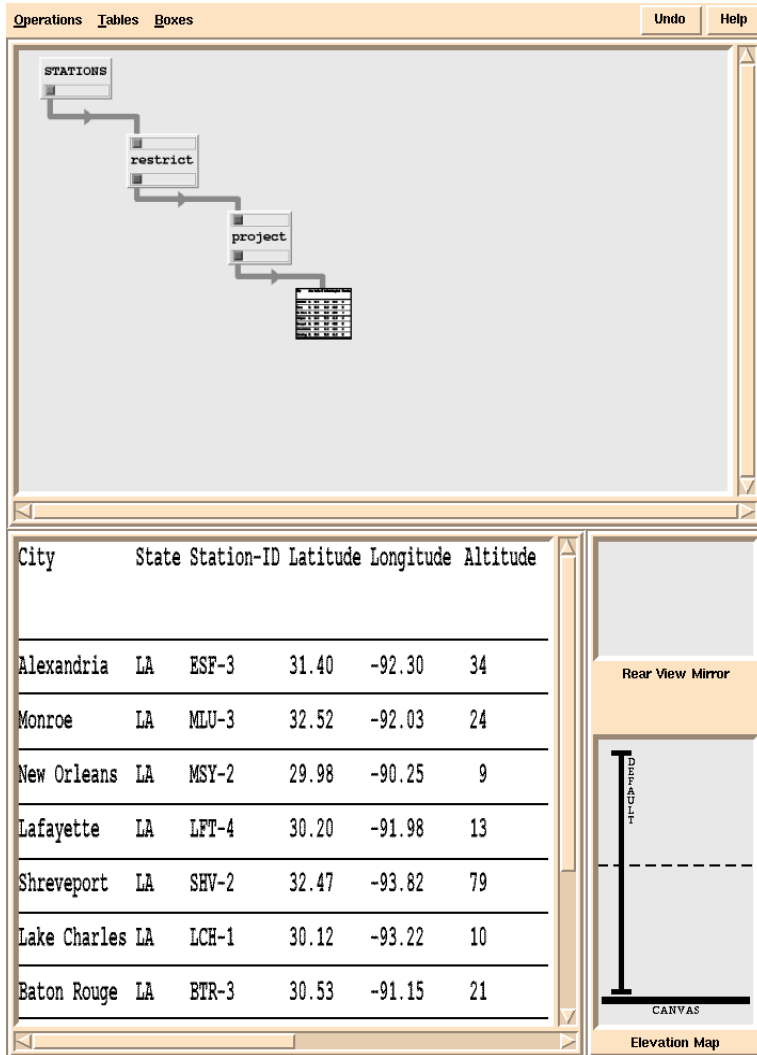 Operations Tables Boxes Undo Help
STATIONS
restrict
project
City State Station-ID Latitude Longitude Altitude
Alexandria LA ESF-3 31.40 -92.30 34
Monroe LA MLU-3 32.52 -92.03 24
New Orleans LA MSY-2 29.98 -90.25 9
Lafayette LA LFT-4 30.20 -91.98 13
Shreveport LA SHV-2 32.47 -93.82 79
Lake Charles LA LCH-1 30.12 -93.22 10
Baton Rouge LA BTR-3 30.53 -91.15 21
Rear View Mirror
DEFAULT
CANVAS
Elevation Map